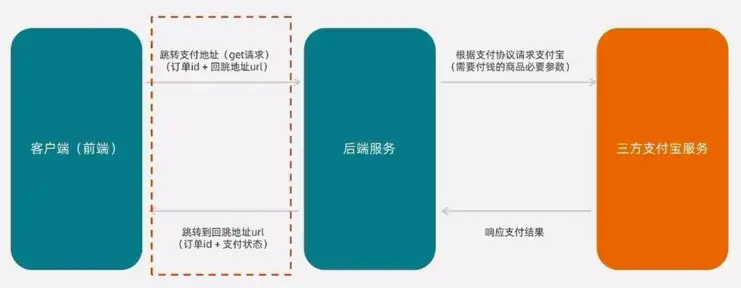 跳转支付地址（get请求）
（订单id + 回跳地址url）
根据支付协议请求支付宝
（需要付钱的商品必要参数）
客户端（前端）
后端服务
三方支付宝服务
跳转到回跳地址url
（订单id + 支付状态）
响应支付结果